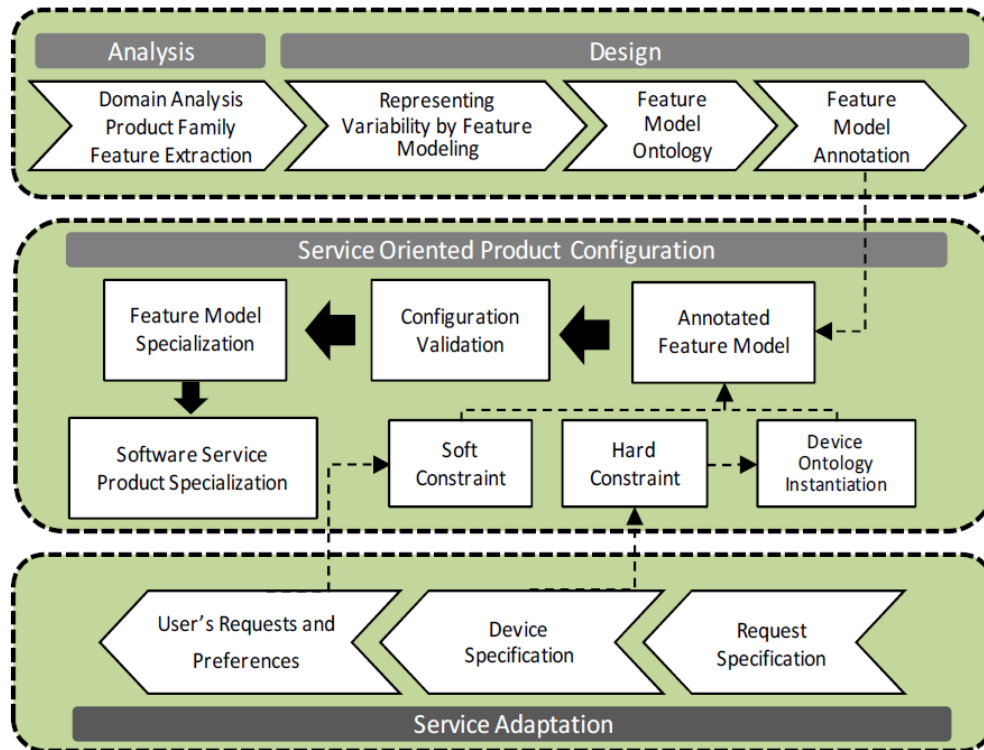 Analysis
Design
Domain Analysis
Product Family
Feature Extraction
Representing
Variability by Feature
Modeling
Feature
Model
Ontology
Feature
Model
Annotation
Service Oriented Product Configuration
Feature Model
Specialization
Configuration
Validation
Annotated
Feature Model
Software Service
Product Specialization
Soft
Constraint
Hard
Constraint
Device
Ontology
Instantiation
User's Requests and
Preferences
Device
Specification
Request
Specification
Service Adaptation